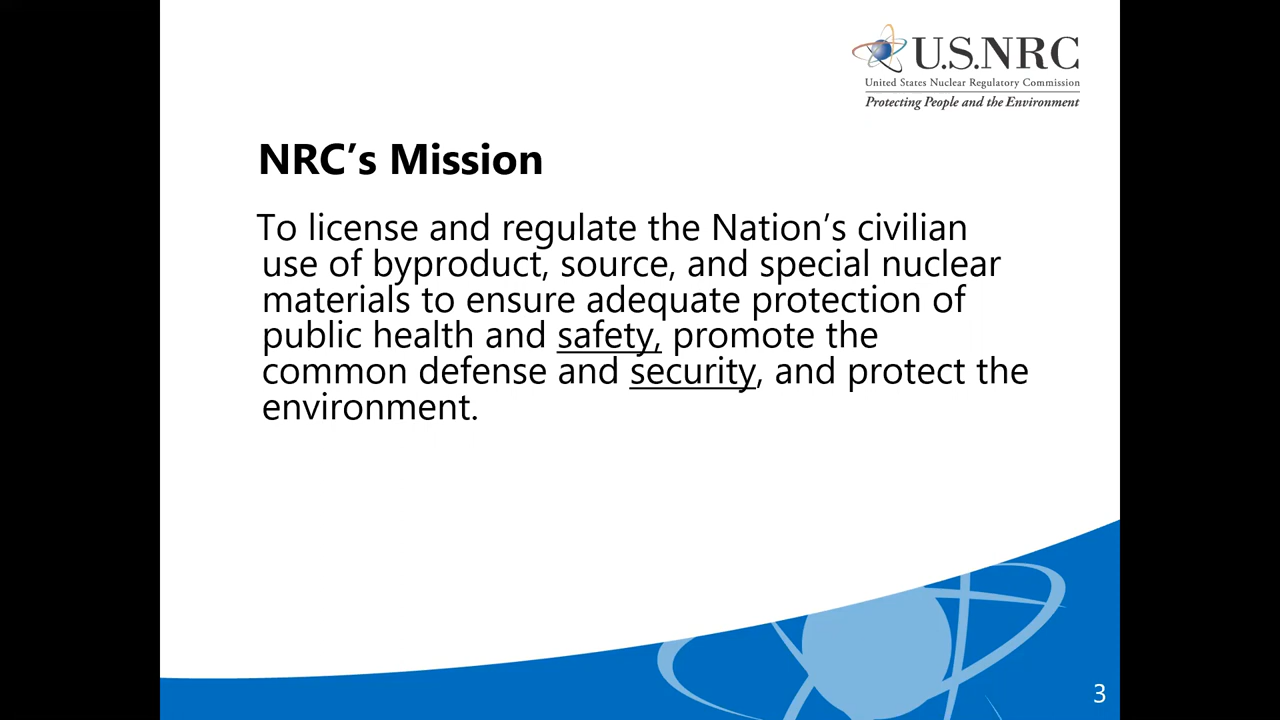 U.S.NRC
United States Nuclear Regulatory Commission
Protecting People and the Environment
NRC’s Mission
To license and regulate the Nation’s civilian
use of byproduct, source, and special nuclear
materials to ensure adequate protection of
public health and safety, promote the
common defense and security, and protect the
environment.
3